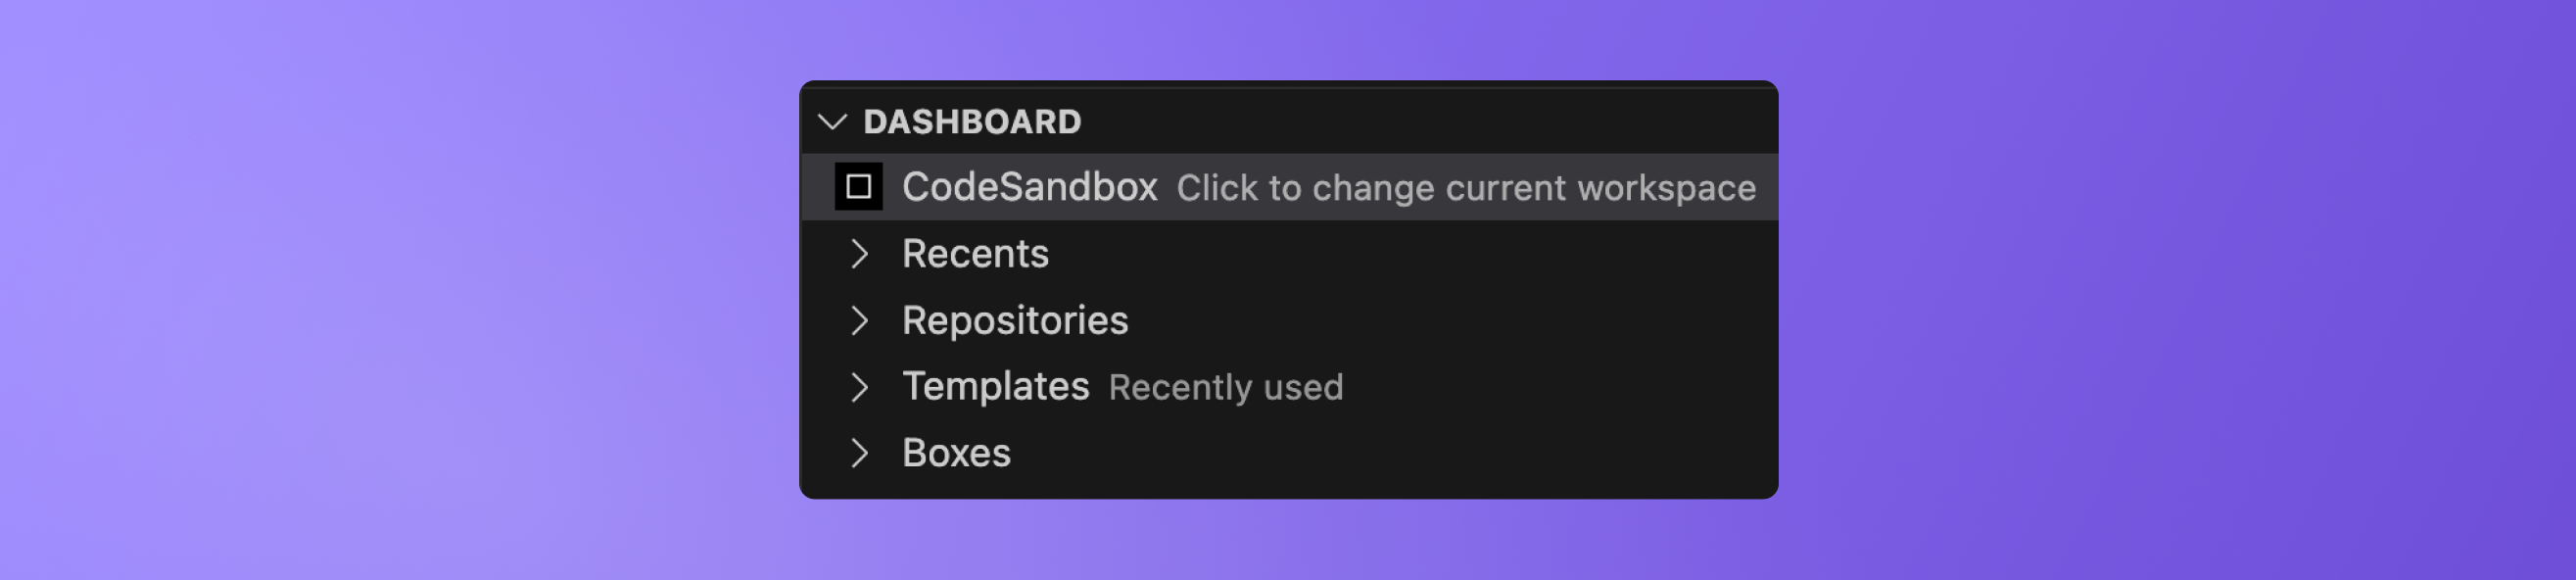 DASHBOARD
CodeSandbox Click to change current workspace
Recents
Repositories
Templates Recently used
Boxes